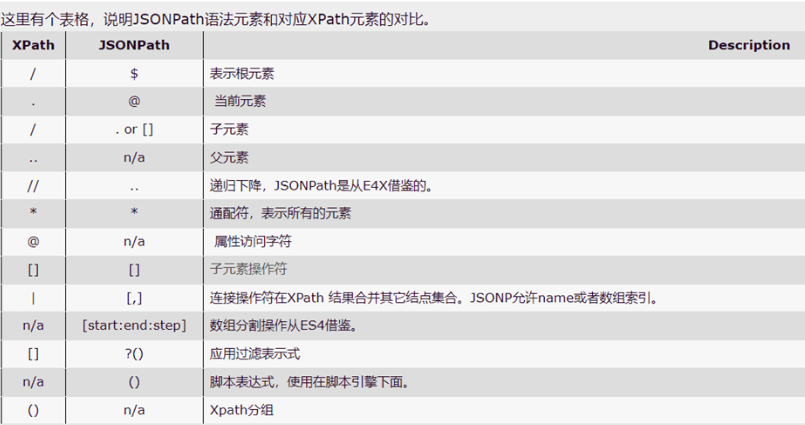 这里有个表格，说明JSONPath语法元素和对应XPath元素的对比。
XPath JSONPath Description
/ $ 表示根元素
. @ 当前元素
/ . or [] 子元素
.. n/a 父元素
// .. 递归下降，JSONPath是从E4X借鉴的。
* * 通配符，表示所有的元素
@ n/a 属性访问字符
[] [] 子元素操作符
| [,] 连接操作符在XPath 结果合并其它结点集合。JSONP允许name或者数组索引。
n/a [start:end:step] 数组分割操作从ES4借鉴。
[] ?() 应用过滤表示式
n/a () 脚本表达式，使用在脚本引擎下面。
() n/a Xpath分组